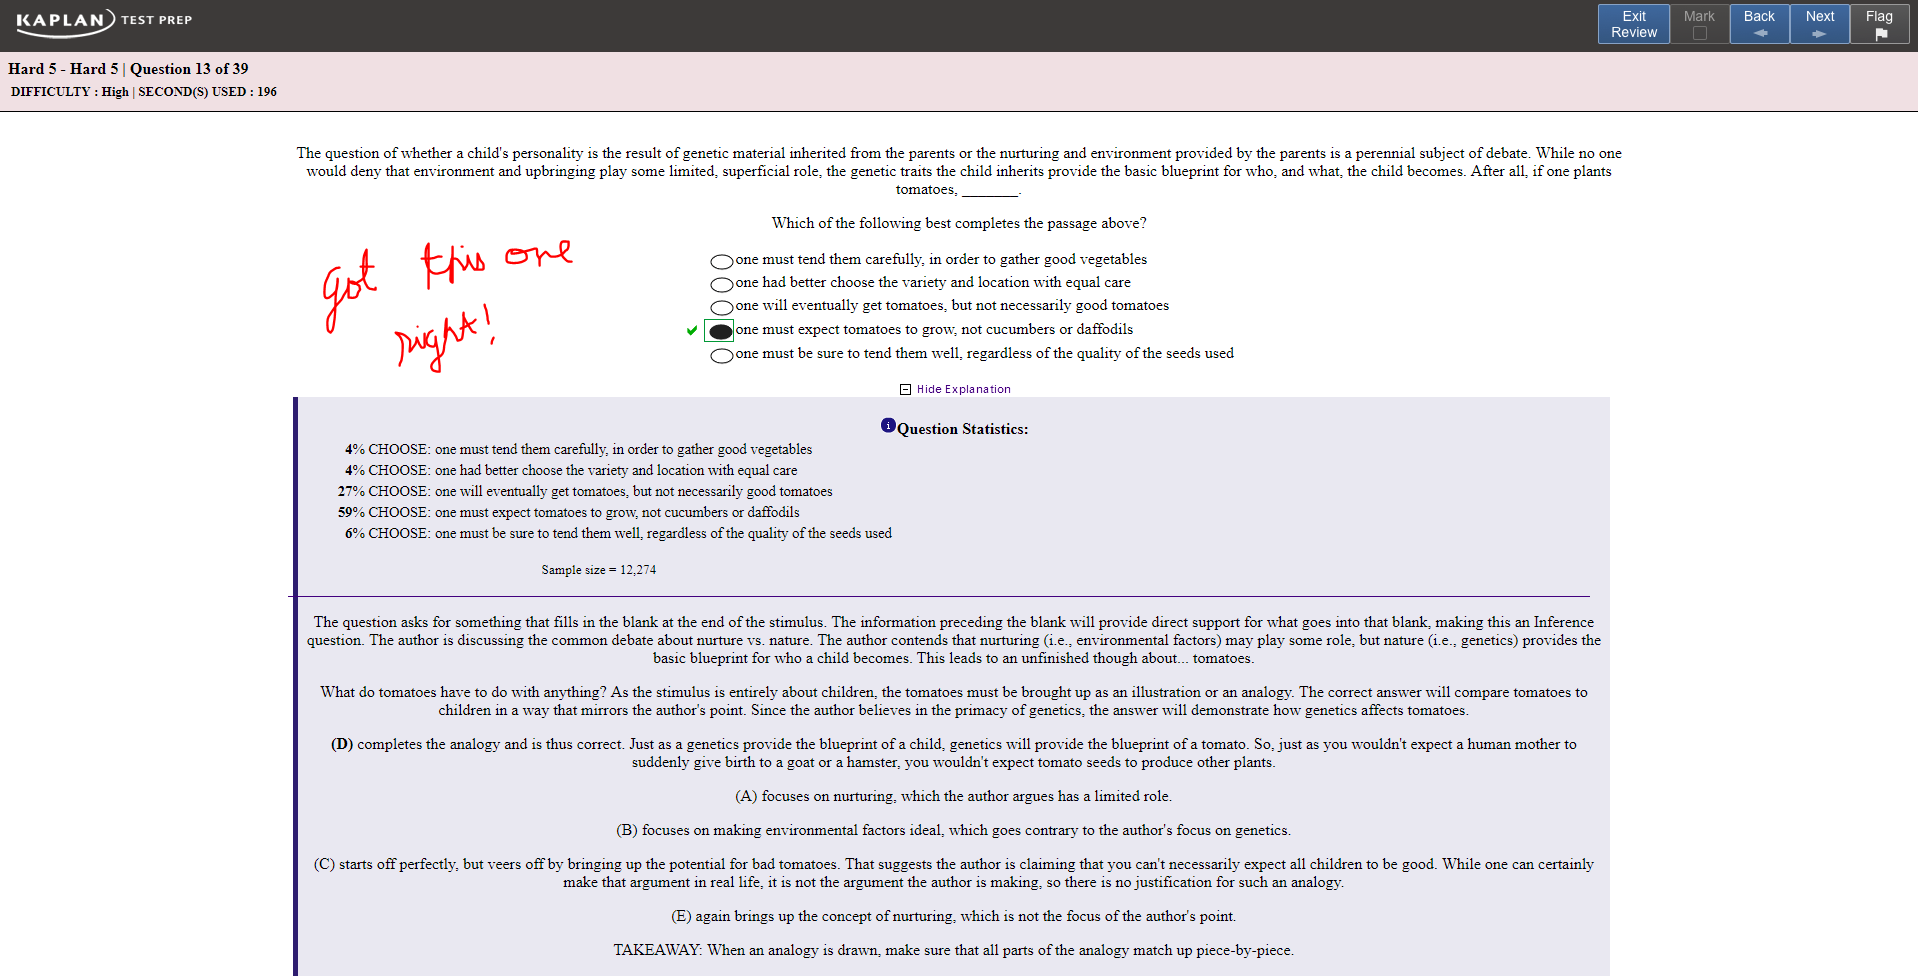 KAPLAN TEST PREP
Exit Review
Mark
Back
Next
Flag
Hard 5 - Hard 5 | Question 13 of 39
DIFFICULTY : High | SECOND(S) USED : 196
The question of whether a child's personality is the result of genetic material inherited from the parents or the nurturing and environment provided by the parents is a perennial subject of debate. While no one
would deny that environment and upbringing play some limited, superficial role, the genetic traits the child inherits provide the basic blueprint for who, and what, the child becomes. After all, if one plants
tomatoes, ________.
Which of the following best completes the passage above?
got this one
right!
one must tend them carefully, in order to gather good vegetables
one had better choose the variety and location with equal care
one will eventually get tomatoes, but not necessarily good tomatoes
one must expect tomatoes to grow, not cucumbers or daffodils
one must be sure to tend them well, regardless of the quality of the seeds used
Hide Explanation
Question Statistics:
4% CHOOSE: one must tend them carefully, in order to gather good vegetables
4% CHOOSE: one had better choose the variety and location with equal care
27% CHOOSE: one will eventually get tomatoes, but not necessarily good tomatoes
59% CHOOSE: one must expect tomatoes to grow, not cucumbers or daffodils
6% CHOOSE: one must be sure to tend them well, regardless of the quality of the seeds used
Sample size = 12,274
The question asks for something that fills in the blank at the end of the stimulus. The information preceding the blank will provide direct support for what goes into that blank, making this an Inference
question. The author is discussing the common debate about nurture vs. nature. The author contends that nurturing (i.e., environmental factors) may play some role, but nature (i.e., genetics) provides the
basic blueprint for who a child becomes. This leads to an unfinished though about... tomatoes.
What do tomatoes have to do with anything? As the stimulus is entirely about children, the tomatoes must be brought up as an illustration or an analogy. The correct answer will compare tomatoes to
children in a way that mirrors the author's point. Since the author believes in the primacy of genetics, the answer will demonstrate how genetics affects tomatoes.
(D) completes the analogy and is thus correct. Just as a genetics provide the blueprint of a child, genetics will provide the blueprint of a tomato. So, just as you wouldn't expect a human mother to
suddenly give birth to a goat or a hamster, you wouldn't expect tomato seeds to produce other plants.
(A) focuses on nurturing, which the author argues has a limited role.
(B) focuses on making environmental factors ideal, which goes contrary to the author's focus on genetics.
(C) starts off perfectly, but veers off by bringing up the potential for bad tomatoes. That suggests the author is claiming that you can't necessarily expect all children to be good. While one can certainly
make that argument in real life, it is not the argument the author is making, so there is no justification for such an analogy.
(E) again brings up the concept of nurturing, which is not the focus of the author's point.
TAKEAWAY: When an analogy is drawn, make sure that all parts of the analogy match up piece-by-piece.